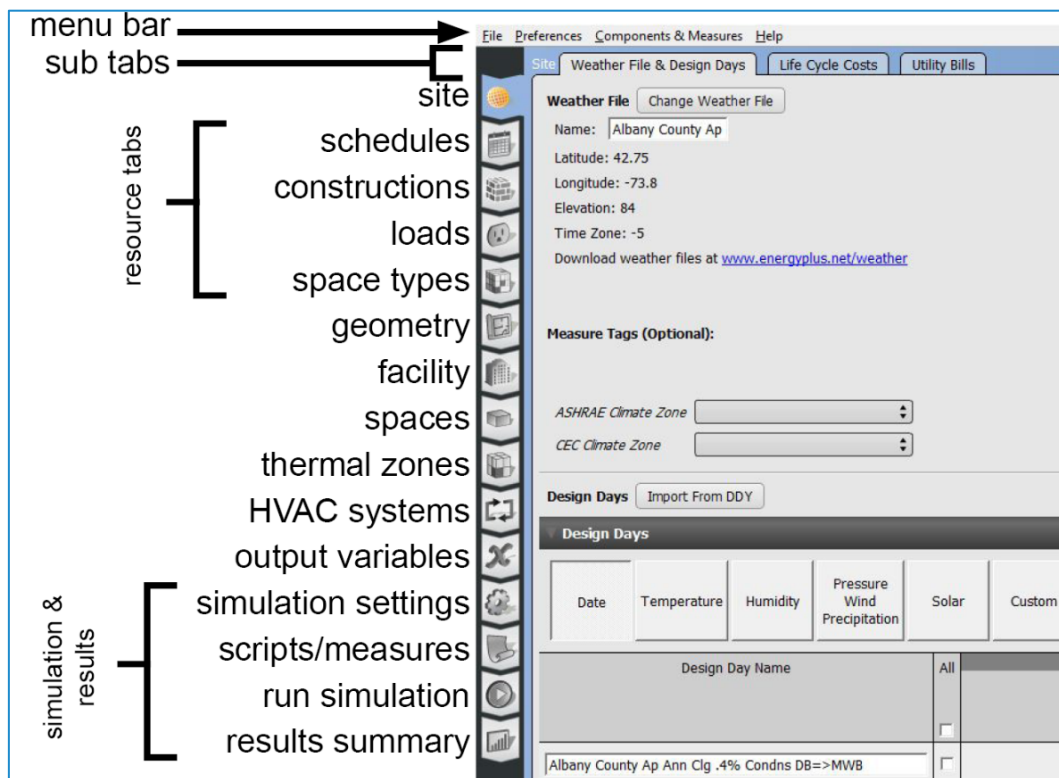 menu bar
sub tabs
site
schedules
constructions
loads
space types
geometry
facility
spaces
thermal zones
HVAC systems
output variables
simulation settings
scripts/measures
run simulation
results summary
resource tabs
simulation &
results
File Preferences Components & Measures Help
Site Weather File & Design Days Life Cycle Costs Utility Bills
Weather File Change Weather File
Name: Albany County Ap
Latitude: 42.75
Longitude: -73.8
Elevation: 84
Time Zone: -5
Download weather files at www.energyplus.net/weather
Measure Tags (Optional):
ASHRAE Climate Zone
CEC Climate Zone
Design Days Import From DDY
Design Days
Date
Temperature
Humidity
Pressure
Wind
Precipitation
Solar
Custom
Design Day Name
All
Albany County Ap Ann Clg .4% Condns DB=>MWB